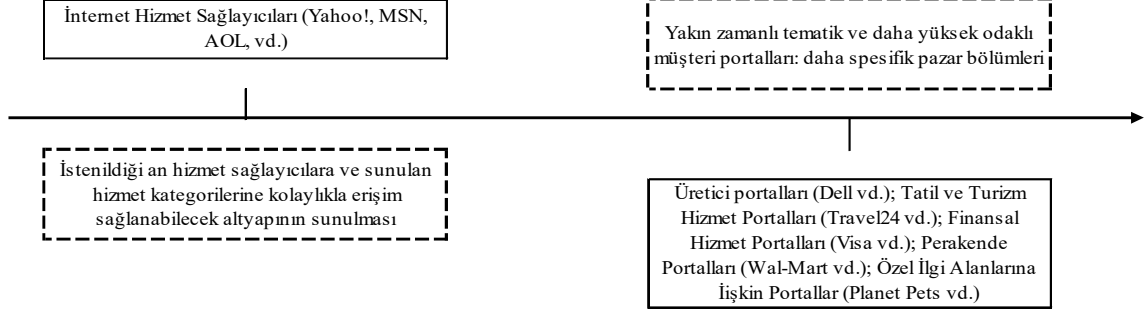 İnternet Hizmet Sağlayıcıları (Yahoo!, MSN,
AOL, vd.)
Yakın zamanlı tematik ve daha yüksek odaklı
müşteri portalları: daha spesifik pazar bölümleri
İstenildiği an hizmet sağlayıcılara ve sunulan
hizmet kategorilerine kolaylıkla erişim
sağlanabilecek altyapının sunulması
Üretici portalları (Dell vd.); Tatil ve Turizm
Hizmet Portalları (Travel24 vd.); Finansal
Hizmet Portalları (Visa vd.); Perakende
Portalları (Wal-Mart vd.); Özel İlgi Alanlarına
İişkin Portallar (Planet Pets vd.)